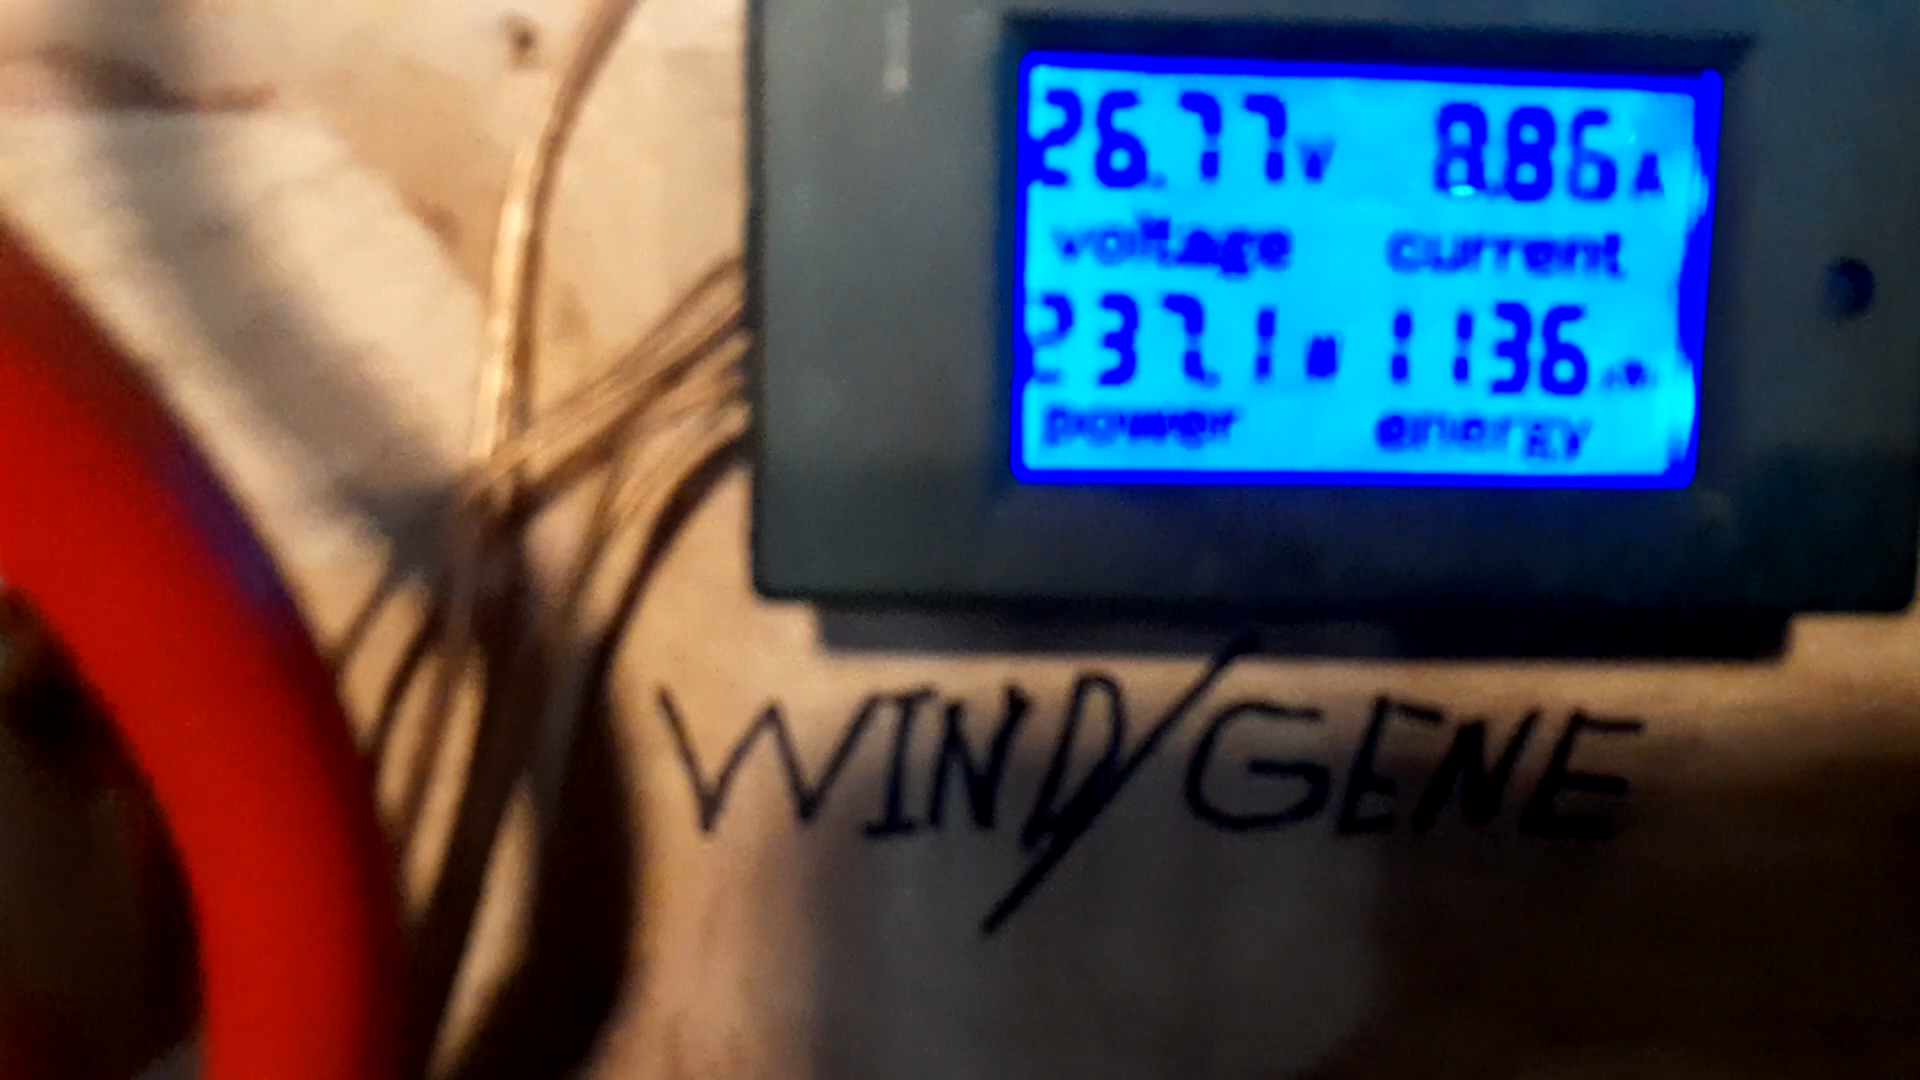 26.77V 8.86A
voltage current
237.1W 1136Wh
power energy
WIND/GENE